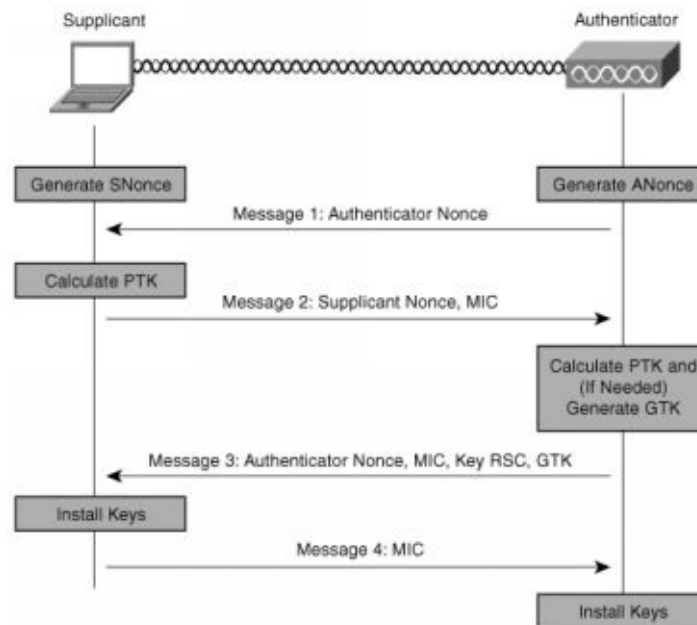 Supplicant
Authenticator
Generate SNonce
Generate ANonce
Message 1: Authenticator Nonce
Calculate PTK
Message 2: Supplicant Nonce, MIC
Calculate PTK and
(If Needed)
Generate GTK
Message 3: Authenticator Nonce, MIC, Key RSC, GTK
Install Keys
Message 4: MIC
Install Keys